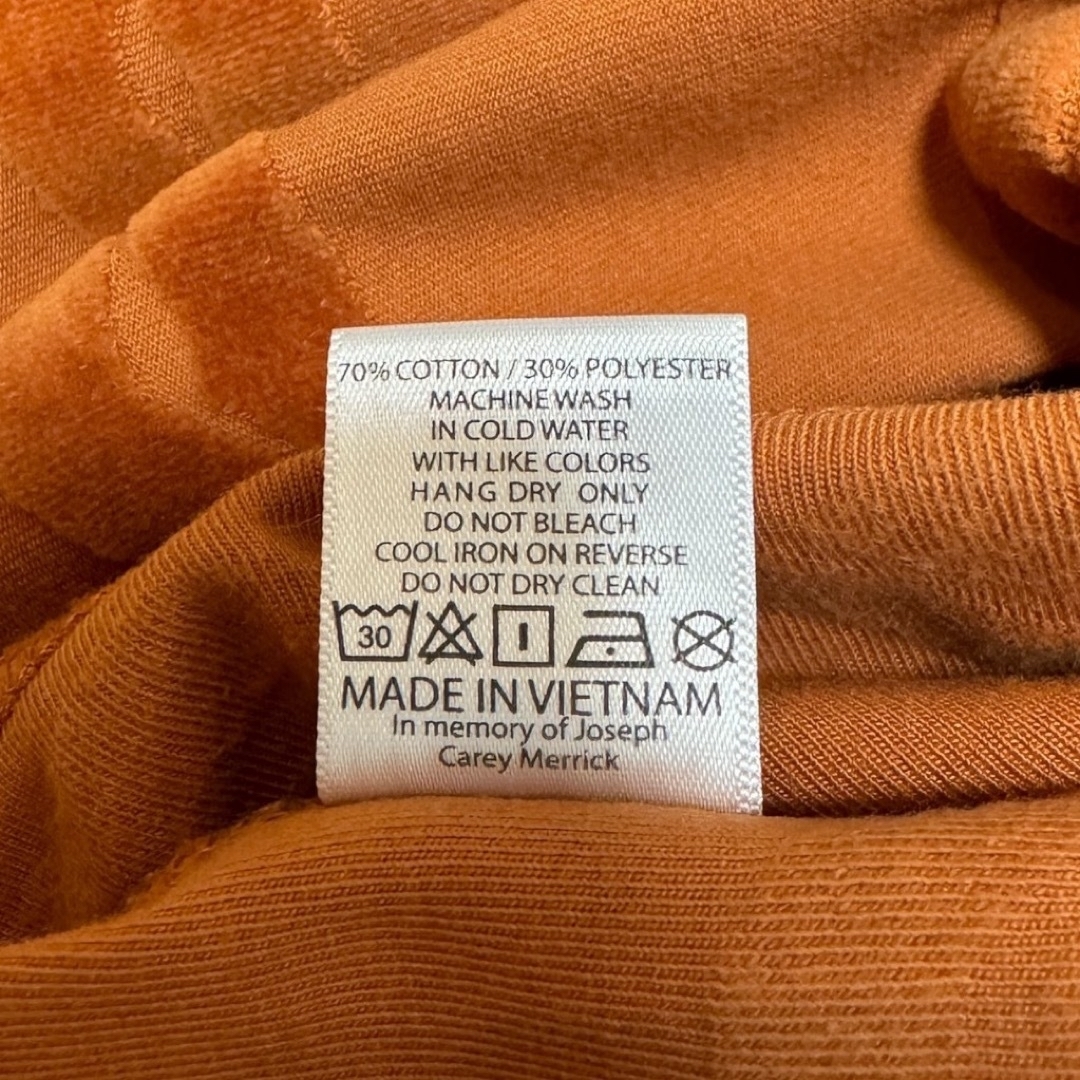 70% COTTON / 30% POLYESTER
MACHINE WASH
IN COLD WATER
WITH LIKE COLORS
HANG DRY ONLY
DO NOT BLEACH
COOL IRON ON REVERSE
DO NOT DRY CLEAN
30
MADE IN VIETNAM
In memory of Joseph
Carey Merrick